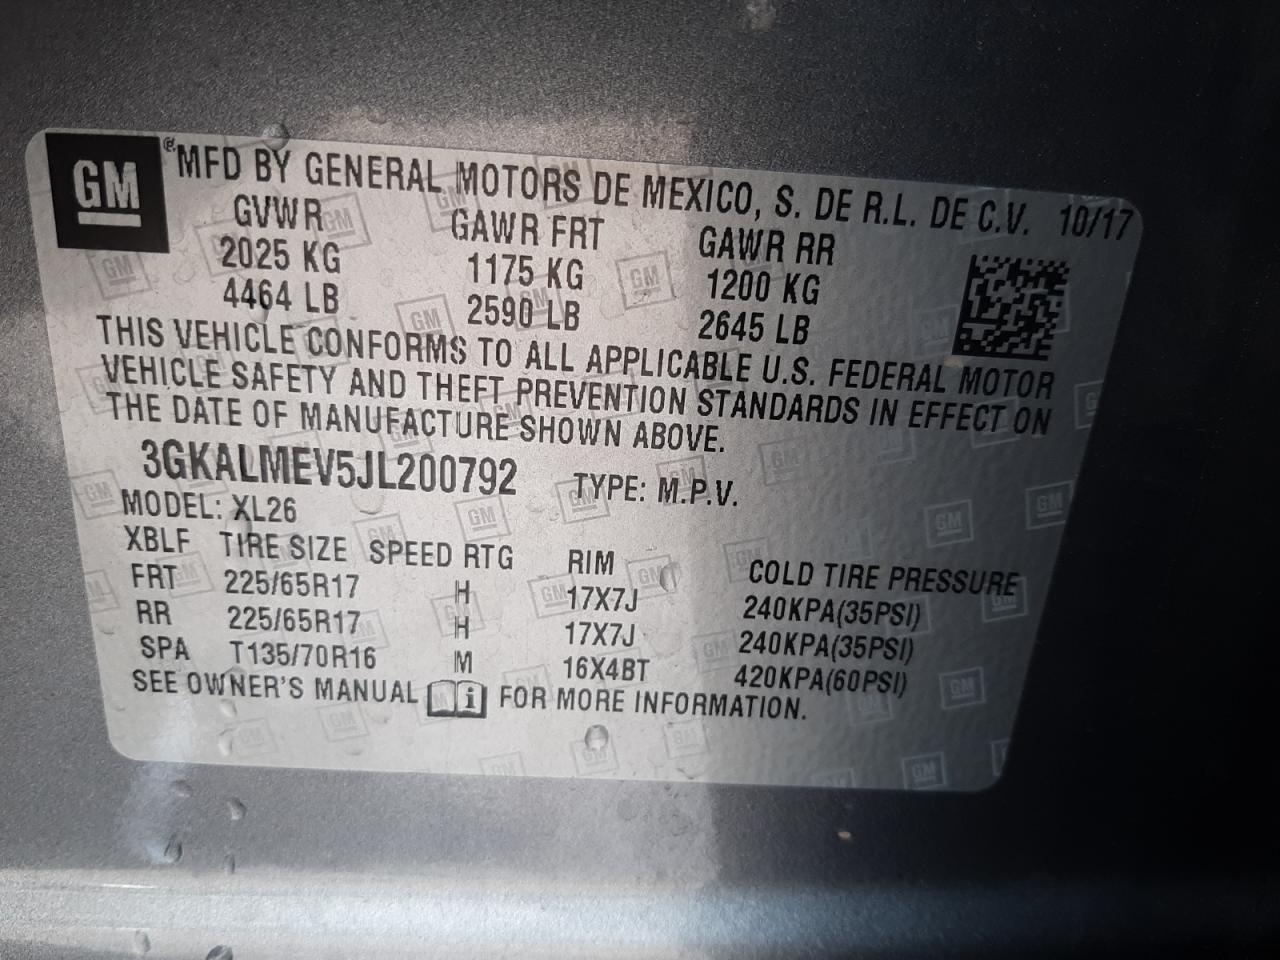 GM
® MFD BY GENERAL MOTORS DE MEXICO, S. DE R.L. DE C.V. 10/17
GVWR GAWR FRT GAWR RR
2025 KG 1175 KG 1200 KG
4464 LB 2590 LB 2645 LB
THIS VEHICLE CONFORMS TO ALL APPLICABLE U.S. FEDERAL MOTOR
VEHICLE SAFETY AND THEFT PREVENTION STANDARDS IN EFFECT ON
THE DATE OF MANUFACTURE SHOWN ABOVE.
3GKALMEV5JL200792 TYPE: M.P.V.
MODEL: XL26
XBLF TIRE SIZE SPEED RTG RIM COLD TIRE PRESSURE
FRT 225/65R17 H 17X7J 240KPA(35PSI)
RR 225/65R17 H 17X7J 240KPA(35PSI)
SPA T135/70R16 M 16X4BT 420KPA(60PSI)
SEE OWNER'S MANUAL i FOR MORE INFORMATION.